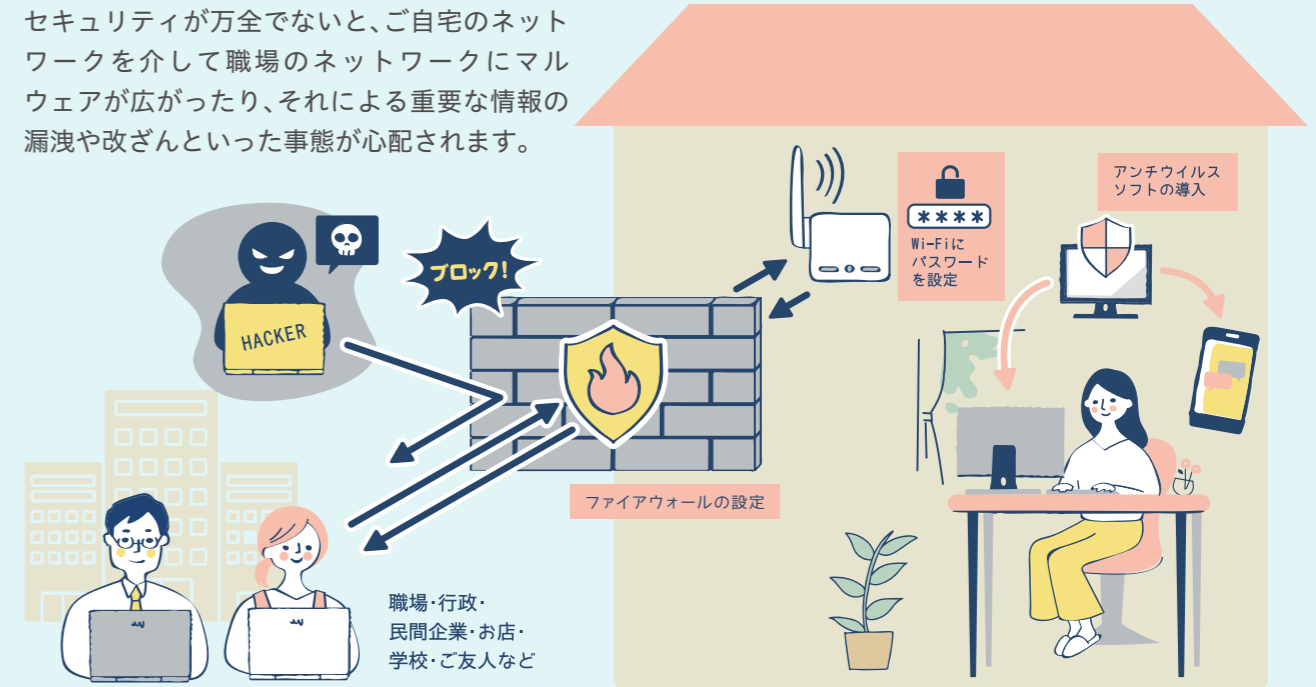 セキュリティが万全でないと、ご自宅のネット
ワークを介して職場のネットワークにマル
ウェアが広がったり、それによる重要な情報の
漏洩や改ざんといった事態が心配されます。
アンチウイルス
ソフトの導入
****
Wi-Fiに
パスワード
を設定
ブロック!
HACKER
ファイアウォールの設定
職場・行政・
民間企業・お店・
学校・ご友人など